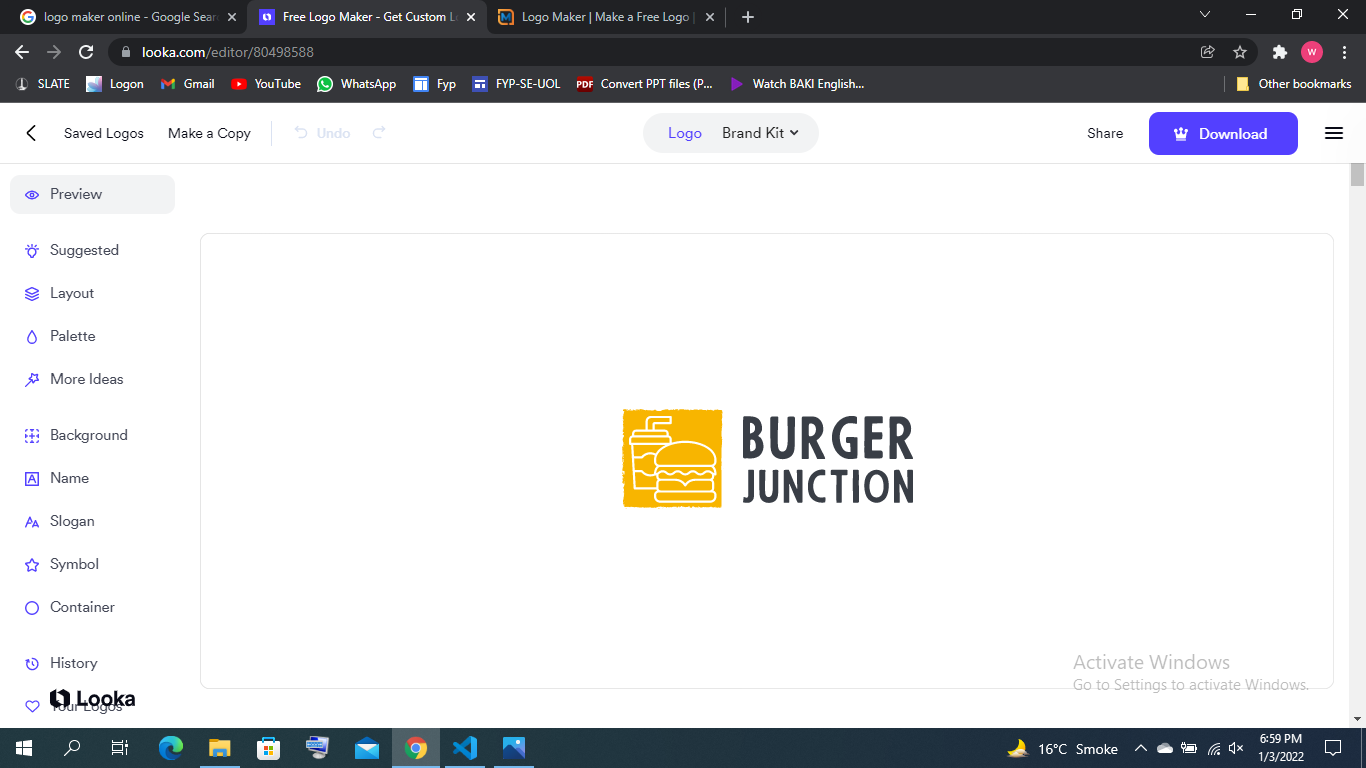 logo maker online - Google Sear
Free Logo Maker - Get Custom L
Logo Maker | Make a Free Logo |
looka.com/editor/80498588
W
SLATE
Logon
Gmail
YouTube
WhatsApp
Fyp
FYP-SE-UOL
PDF
Convert PPT files (P...
Watch BAKI English...
Other bookmarks
Saved Logos
Make a Copy
Undo
Logo
Brand Kit
Share
Download
Preview
Suggested
Layout
Palette
More Ideas
Background
Name
Slogan
Symbol
Container
History
Your Logos
Looka
BURGER
JUNCTION
Activate Windows
Go to Settings to activate Windows.
16°C Smoke
6:59 PM
1/3/2022